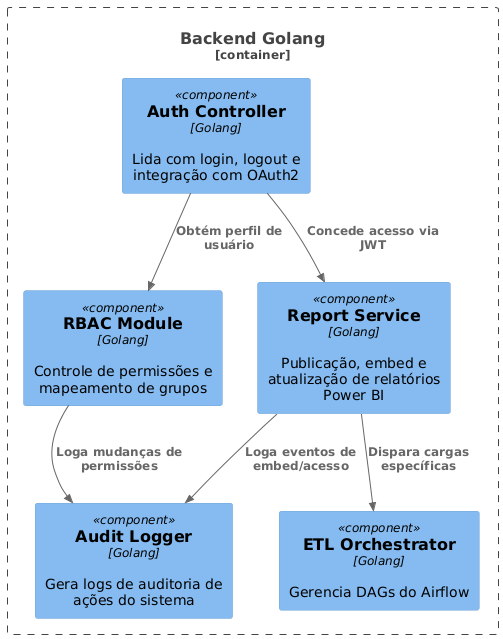 Backend Golang
[container]
«component»
Auth Controller
[Golang]
Lida com login, logout e
integração com OAuth2
Obtém perfil de
usuário
Concede acesso via
JWT
«component»
RBAC Module
[Golang]
Controle de permissões e
mapeamento de grupos
«component»
Report Service
[Golang]
Publicação, embed e
atualização de relatórios
Power BI
Loga mudanças de
permissões
Loga eventos de
embed/acesso
Dispara cargas
específicas
«component»
Audit Logger
[Golang]
Gera logs de auditoria de
ações do sistema
«component»
ETL Orchestrator
[Golang]
Gerencia DAGs do Airflow